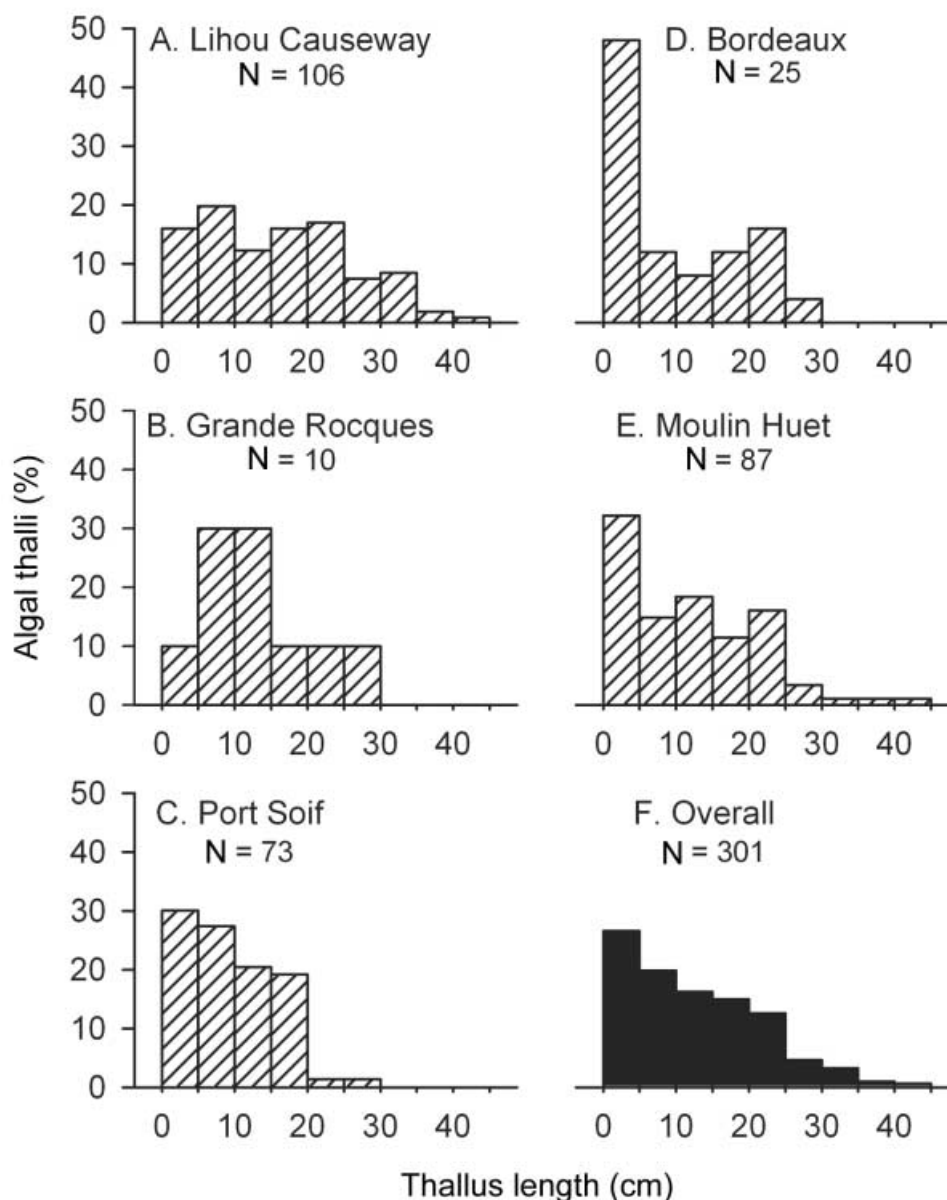 A. Lihou Causeway
N = 106
50
40
30
20
10
0
0 10 20 30 40
D. Bordeaux
N = 25
0 10 20 30 40
B. Grande Rocques
N = 10
50
40
30
20
10
0
0 10 20 30 40
E. Moulin Huet
N = 87
0 10 20 30 40
C. Port Soif
N = 73
50
40
30
20
10
0
0 10 20 30 40
F. Overall
N = 301
0 10 20 30 40
Algal thalli (%)
Thallus length (cm)